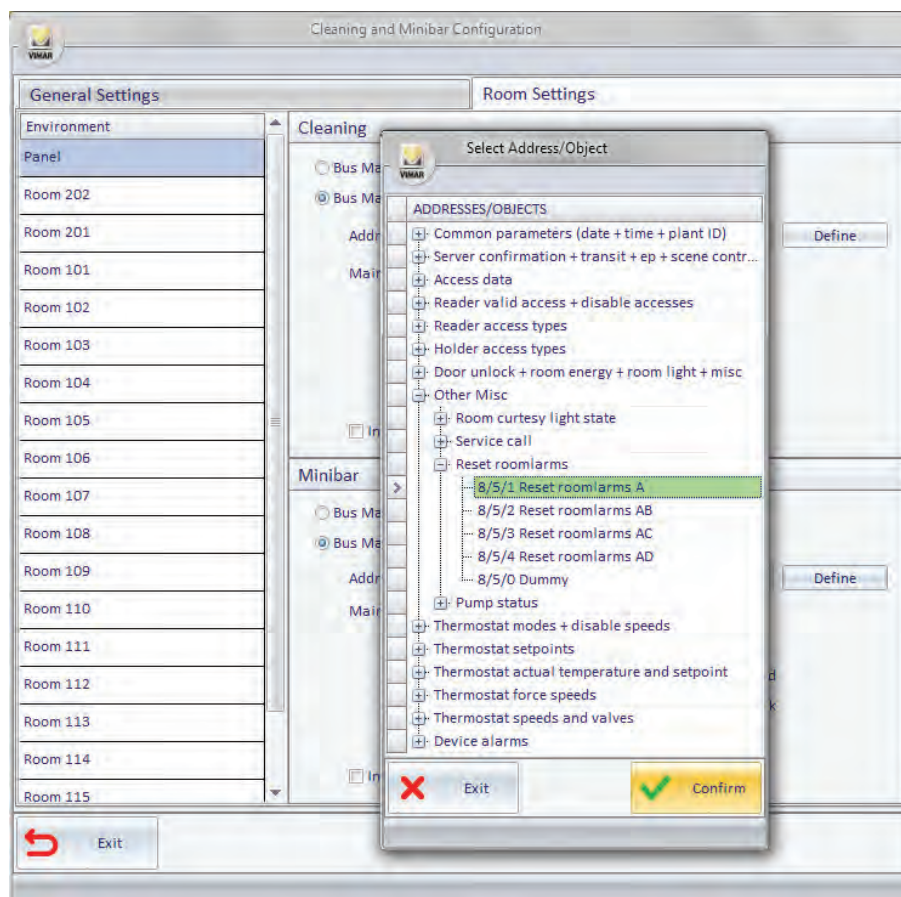 Cleaning and Minibar Configuration
VIMAR
General Settings
Room Settings
Environment
Panel
Room 202
Room 201
Room 101
Room 102
Room 103
Room 104
Room 105
Room 106
Room 107
Room 108
Room 109
Room 110
Room 111
Room 112
Room 113
Room 114
Room 115
Cleaning
Bus Ma
Bus Ma
Addr
Define
Main
In
Minibar
Bus Ma
Bus Ma
Addr
Define
Main
d
k
In
Select Address/Object
VIMAR
ADDRESSES/OBJECTS
Common parameters (date + time + plant ID)
Server confirmation + transit + ep + scene contr...
Access data
Reader valid access + disable accesses
Reader access types
Holder access types
Door unlock + room energy + room light + misc
Other Misc
Room curtesy light state
Service call
Reset roomlarms
8/5/1 Reset roomlarms A
8/5/2 Reset roomlarms AB
8/5/3 Reset roomlarms AC
8/5/4 Reset roomlarms AD
8/5/0 Dummy
Pump status
Thermostat modes + disable speeds
Thermostat setpoints
Thermostat actual temperature and setpoint
Thermostat force speeds
Thermostat speeds and valves
Device alarms
Exit
Confirm
Exit